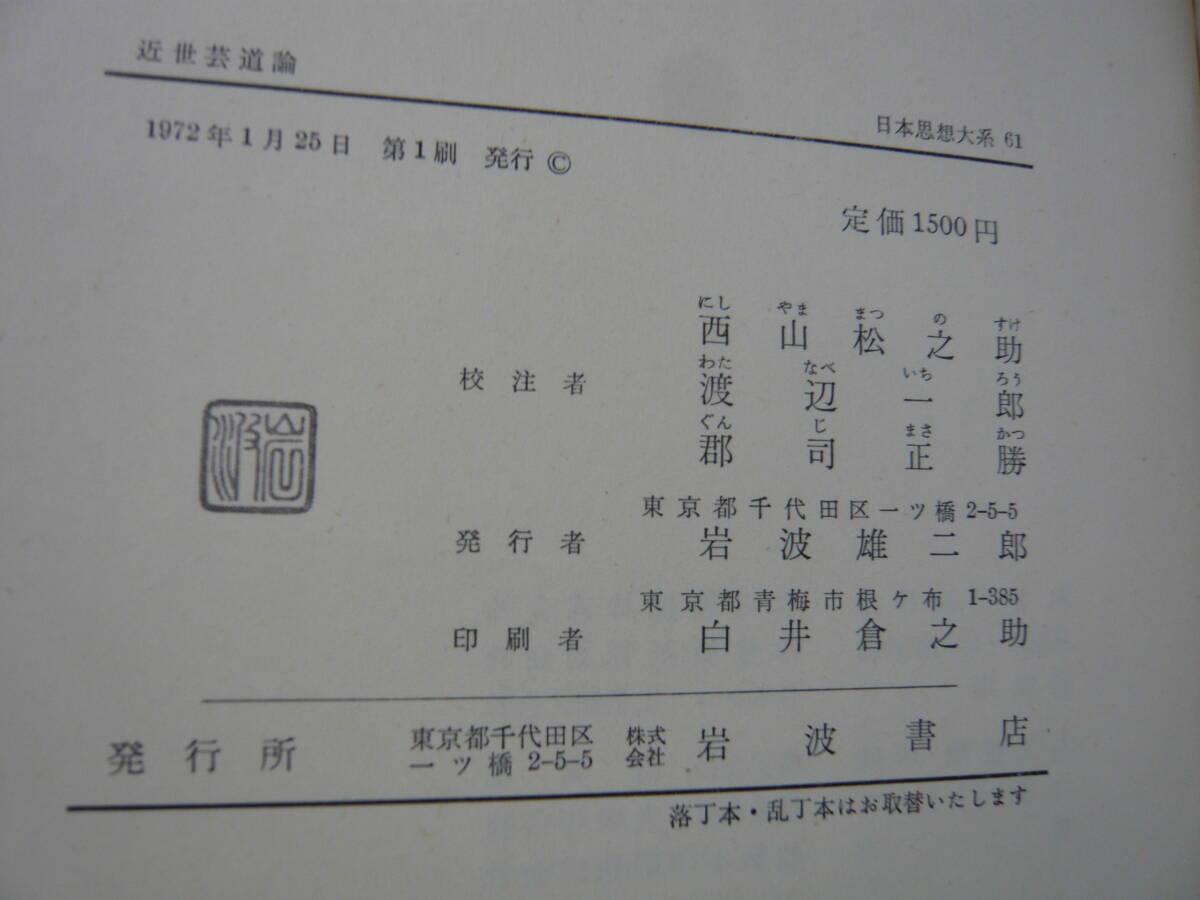 近世芸道論
日本思想大系 61
1972年1月25日 第1刷 発行 ©
定価1500円
校注者
にし やま まつ の すけ
西山松之助
わた なべ いち ろう
渡辺一郎
ぐん じ まさ かつ
郡司正勝
東京都千代田区一ツ橋 2-5-5
発行者 岩波雄二郎
東京都青梅市根ヶ布 1-385
印刷者 白井倉之助
発行所 東京都千代田区一ツ橋 2-5-5 株式会社 岩波書店
落丁本・乱丁本はお取替いたします